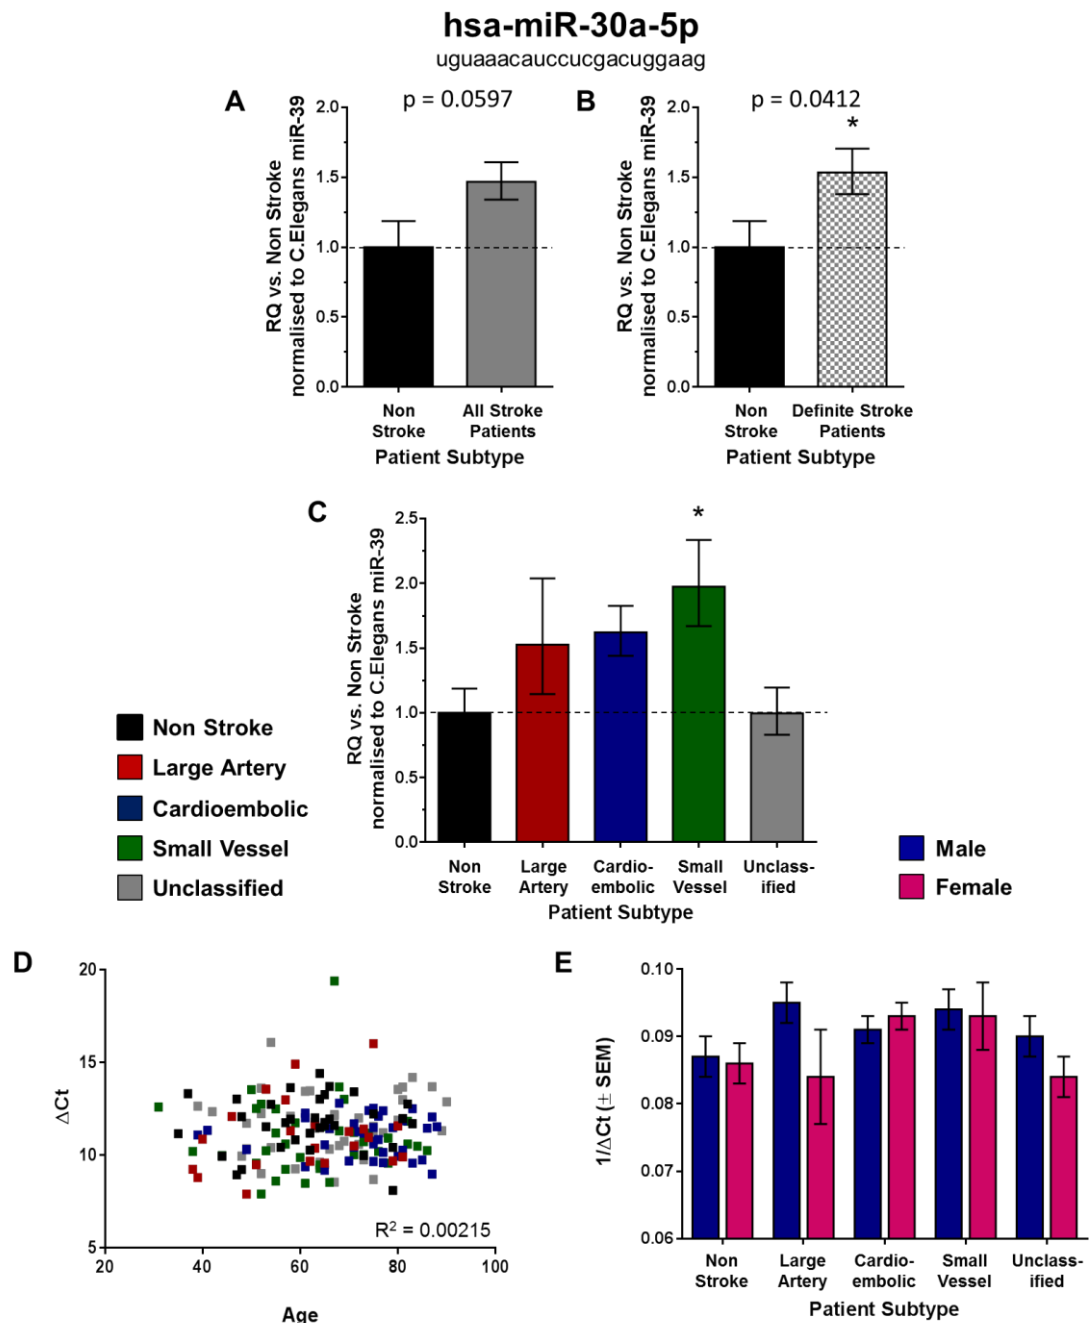 hsa-miR-30a-5p
uguaaacauccucgacuggaag
A
p = 0.0597
RQ vs. Non Stroke
normalised to C.Elegans miR-39
2.0
1.5
1.0
0.5
0.0
Non
Stroke
All Stroke
Patients
Patient Subtype
B
p = 0.0412
*
RQ vs. Non Stroke
normalised to C.Elegans miR-39
2.0
1.5
1.0
0.5
0.0
Non
Stroke
Definite Stroke
Patients
Patient Subtype
C
*
RQ vs. Non Stroke
normalised to C.Elegans miR-39
2.5
2.0
1.5
1.0
0.5
0.0
Non
Stroke
Large
Artery
Cardio-
embolic
Small
Vessel
Unclass-
ified
Patient Subtype
Non Stroke
Large Artery
Cardioembolic
Small Vessel
Unclassified
Male
Female
D
ΔCt
20
15
10
5
R² = 0.00215
20
40
60
80
100
Age
E
1/ΔCt (± SEM)
0.10
0.09
0.08
0.07
0.06
Non
Stroke
Large
Artery
Cardio-
embolic
Small
Vessel
Unclass-
ified
Patient Subtype